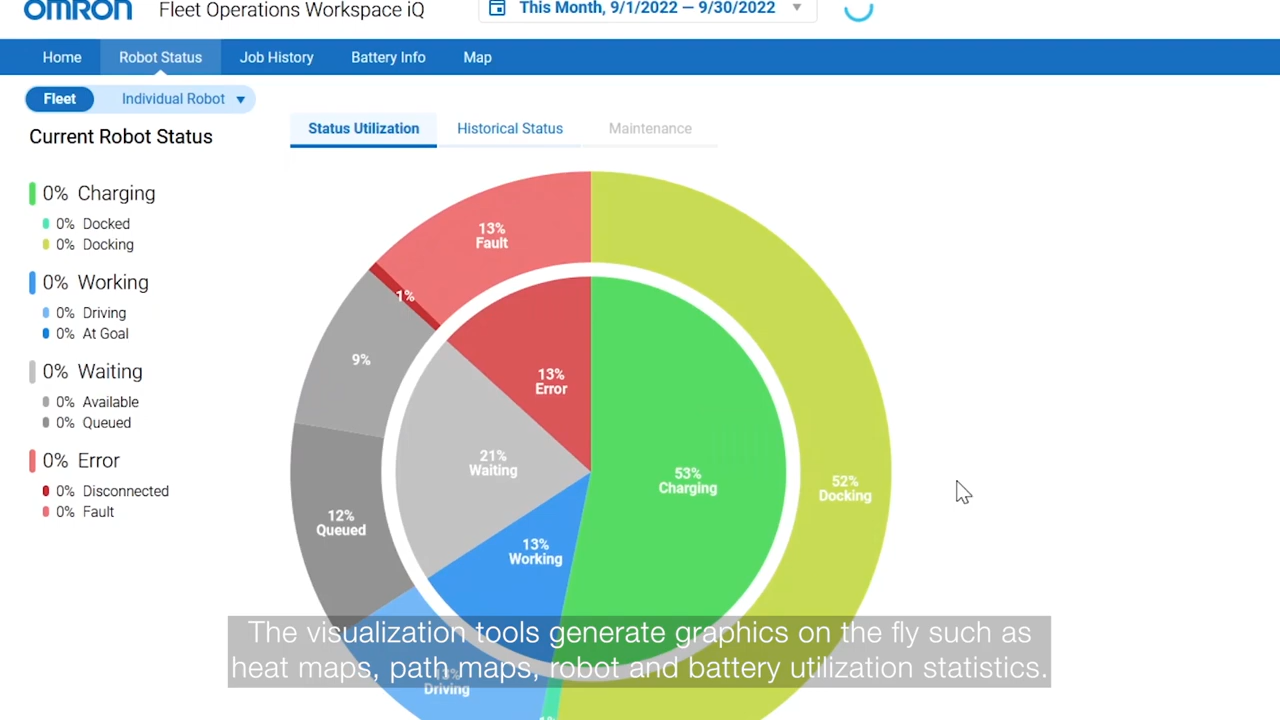 OMRON Fleet Operations Workspace iQ This Month, 9/1/2022 — 9/30/2022
Home Robot Status Job History Battery Info Map
Fleet Individual Robot
Current Robot Status
Status Utilization Historical Status Maintenance
0% Charging
0% Docked
0% Docking
0% Working
0% Driving
0% At Goal
0% Waiting
0% Available
0% Queued
0% Error
0% Disconnected
0% Fault
13%
Fault
1%
9%
12%
Queued
13%
Driving
1%
52%
Docking
13%
Error
21%
Waiting
13%
Working
53%
Charging
The visualization tools generate graphics on the fly such as
heat maps, path maps, robot and battery utilization statistics.